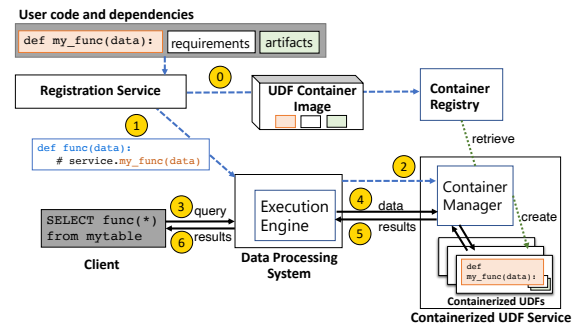 User code and dependencies
def my_func(data):
requirements
artifacts
Registration Service
0
UDF Container
Image
Container
Registry
1
def func(data):
# service.my_func(data)
2
retrieve
SELECT func(*)
from mytable
Client
3
query
6
results
Execution
Engine
Data Processing
System
4
data
5
results
Container
Manager
create
def
my_func(data):
Containerized UDFs
Containerized UDF Service